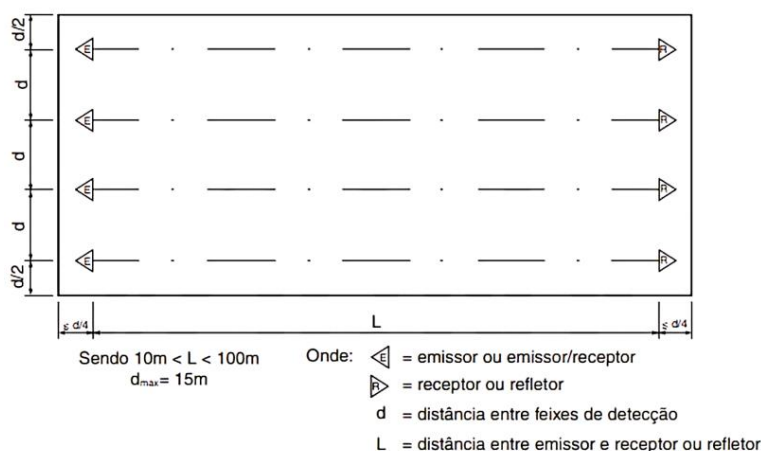 d/2
E
R
d
E
R
d
E
R
d
E
R
d/2
≤ d/4
L
≤ d/4
Sendo 10m < L < 100m
dmax= 15m
Onde:
E = emissor ou emissor/receptor
R = receptor ou refletor
d = distância entre feixes de detecção
L = distância entre emissor e receptor ou refletor